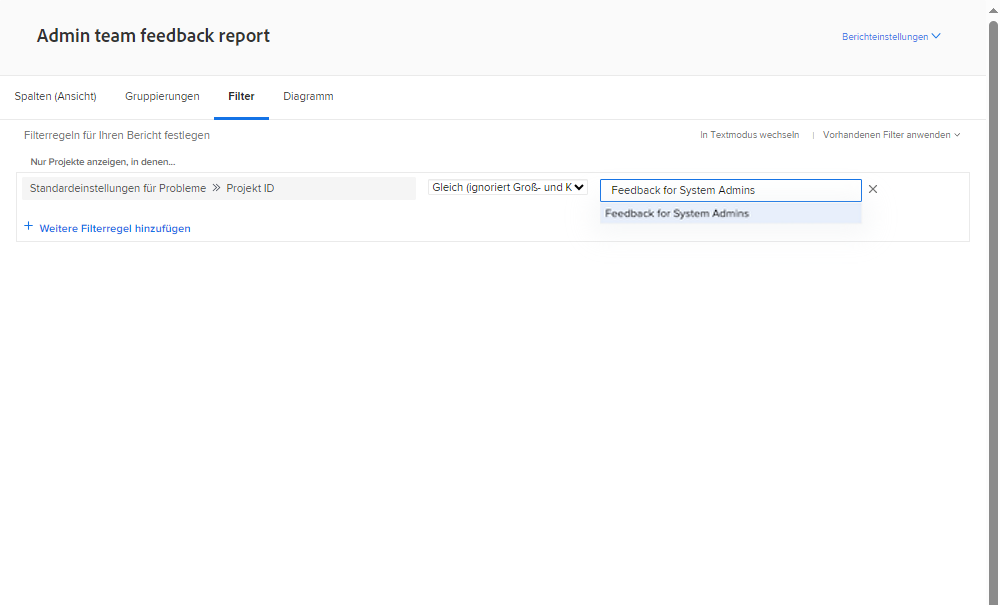 Admin team feedback report
Berichteinstellungen
Spalten (Ansicht) Gruppierungen Filter Diagramm
Filterregeln für Ihren Bericht festlegen In Textmodus wechseln | Vorhandenen Filter anwenden
Nur Projekte anzeigen, in denen...
Standardeinstellungen für Probleme » Projekt ID Gleich (ignoriert Groß- und K Feedback for System Admins
Feedback for System Admins
Weitere Filterregel hinzufügen